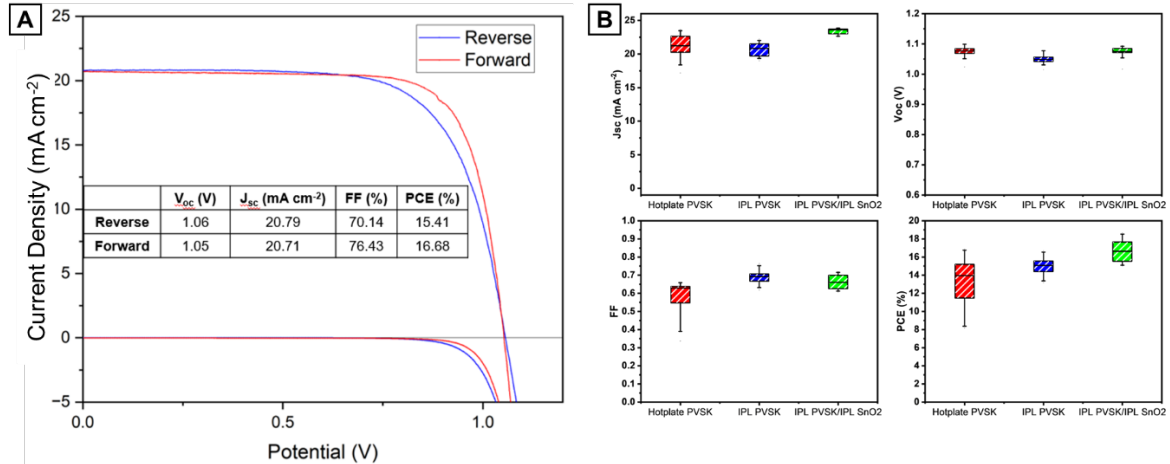 A
25
20
15
10
5
0
−5
Current Density (mA cm⁻²)
0.0
0.5
1.0
Potential (V)
Reverse
Forward
V<sub>oc</sub> (V) J<sub>sc</sub> (mA cm⁻²) FF (%) PCE (%)
Reverse 1.06 20.79 70.14 15.41
Forward 1.05 20.71 76.43 16.68
B
25
20
15
10
5
0
Jsc (mA cm⁻²)
Hotplate PVSK IPL PVSK IPL PVSK/IPL SnO2
1.2
1.1
1.0
0.9
0.8
0.7
0.6
Voc (V)
Hotplate PVSK IPL PVSK IPL PVSK/IPL SnO2
1.0
0.9
0.8
0.7
0.6
0.5
0.4
0.3
0.2
0.1
0.0
FF
Hotplate PVSK IPL PVSK IPL PVSK/IPL SnO2
20
18
16
14
12
10
8
6
4
2
0
PCE (%)
Hotplate PVSK IPL PVSK IPL PVSK/IPL SnO2